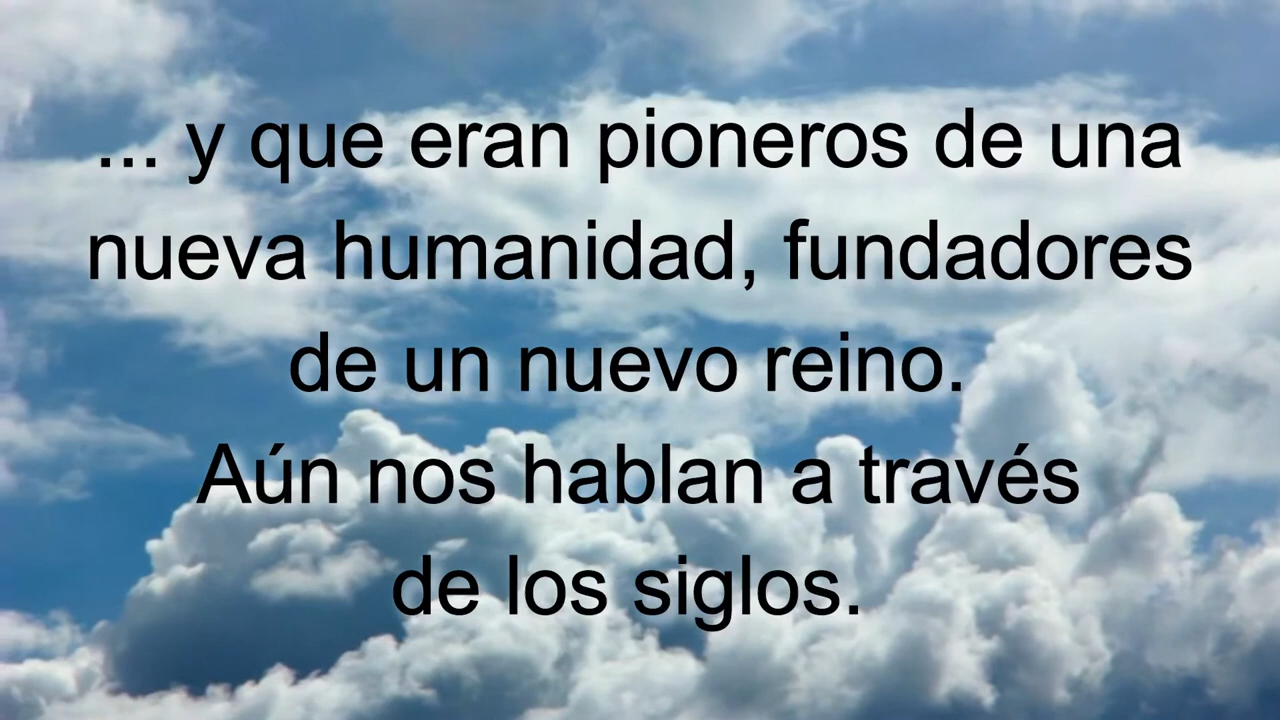 ... y que eran pioneros de una
nueva humanidad, fundadores
de un nuevo reino.
Aún nos hablan a través
de los siglos.